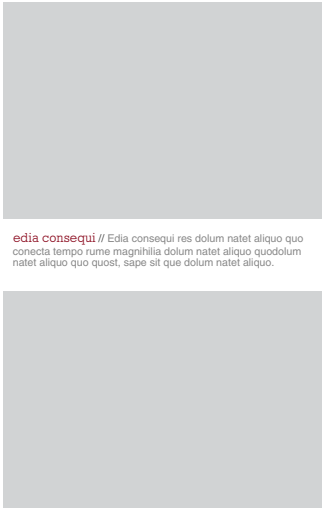 edia consequi // Edia consequi res dolum natet aliquo quo
conecta tempo rume magnihilia dolum natet aliquo quodolum
natet aliquo quo quost, sape sit que dolum natet aliquo.